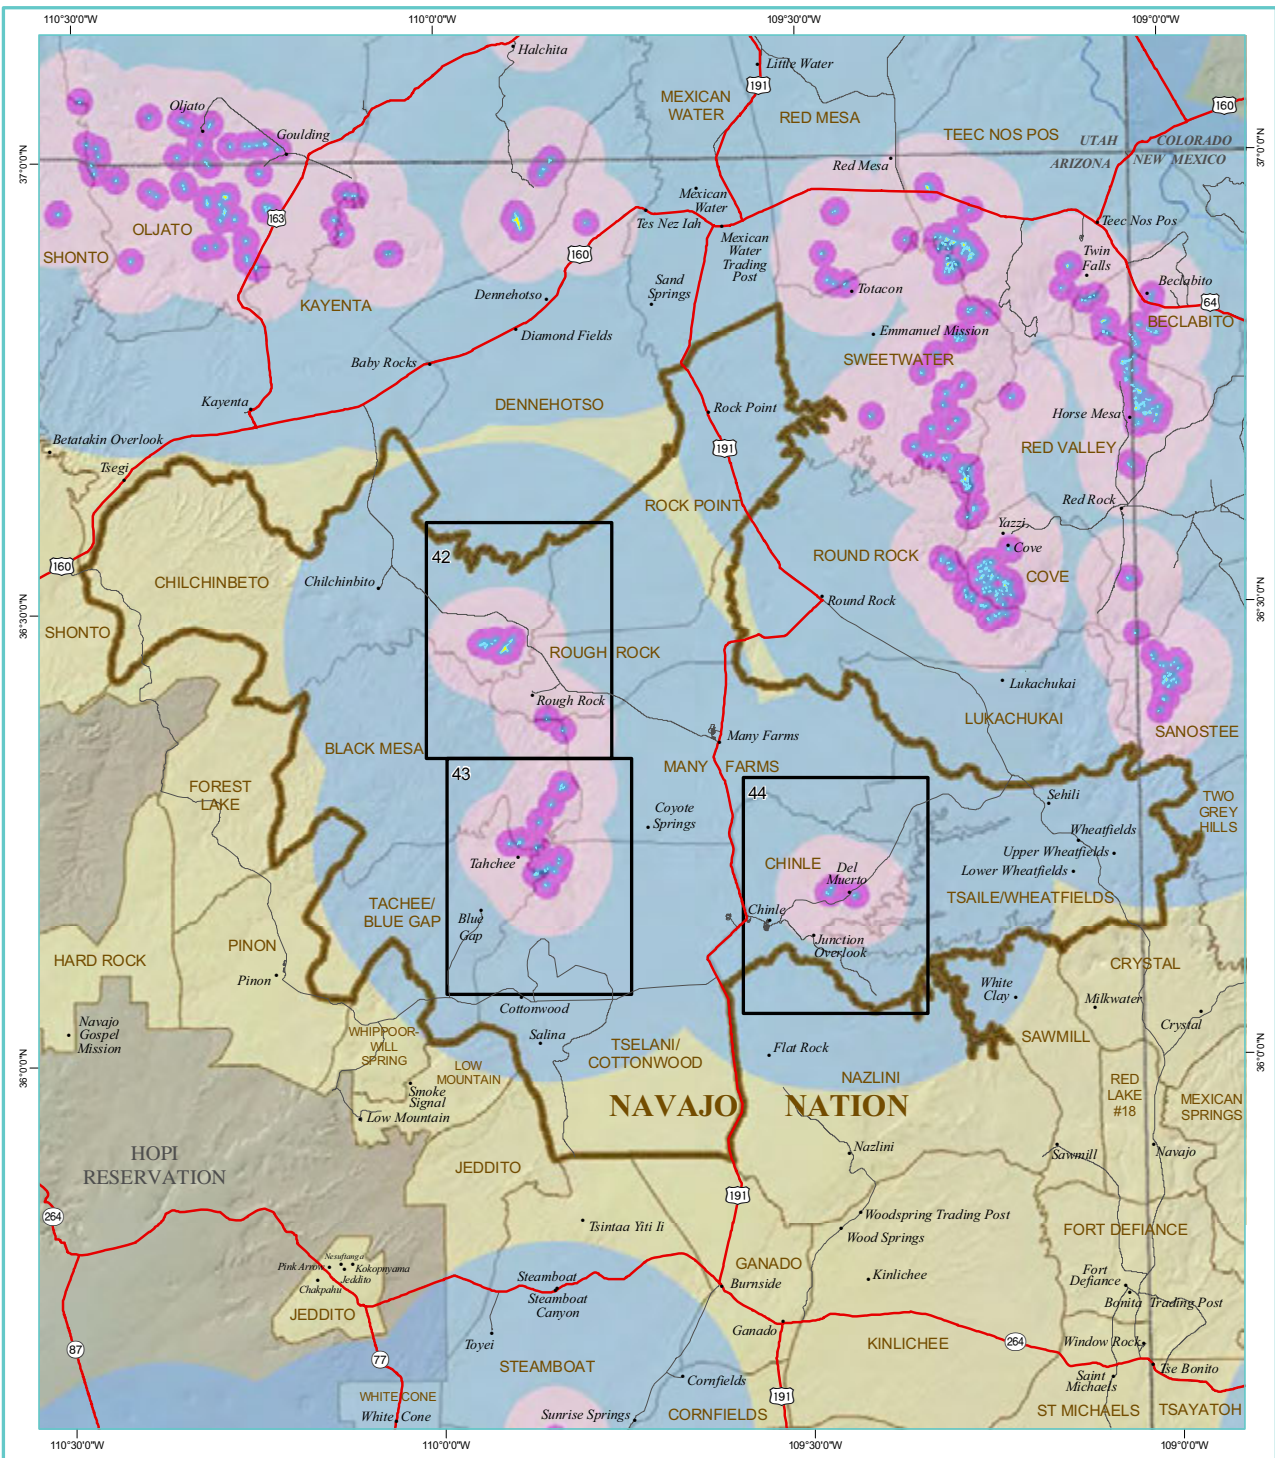 110°30'0"W
110°0'0"W
109°30'0"W
109°0'0"W
Halchita
Little Water
191
MEXICAN
WATER
RED MESA
160
Oljato
Goulding
TEEC NOS POS
UTAH
COLORADO
ARIZONA
NEW MEXICO
37°0'0"N
37°0'0"N
Red Mesa
Mexican
Water
163
OLJATO
Tes Nez Iah
Mexican
Water
Trading
Post
Teec Nos Pos
SHONTO
160
Twin
Falls
Sand
Springs
Beclabito
KAYENTA
Dennehotso
Totacon
64
BECLABITO
Diamond Fields
Emmanuel Mission
SWEETWATER
Baby Rocks
Kayenta
DENNEHOTSO
Rock Point
Horse Mesa
Betatakin Overlook
191
RED VALLEY
Tsegi
ROCK POINT
Red Rock
42
Yazzi
Cove
160
ROUND ROCK
COVE
CHILCHINBETO
Chilchinbito
Round Rock
36°30'0"N
36°30'0"N
SHONTO
ROUGH ROCK
Rough Rock
Lukachukai
LUKACHUKAI
SANOSTEE
BLACK MESA
Many Farms
MANY FARMS
43
44
FOREST
LAKE
Sehili
TWO
GREY
HILLS
Coyote
Springs
Wheatfields
Upper Wheatfields
Tahchee
CHINLE
Del
Muerto
Lower Wheatfields
TSAILE/WHEATFIELDS
TACHEE/
BLUE GAP
Blue
Gap
Chinle
PINON
Junction
Overlook
HARD ROCK
CRYSTAL
Pinon
White
Clay
Milkwater
Cottonwood
Navajo
Gospel
Mission
WHIPPOOR-
WILL
SPRING
Salina
Crystal
SAWMILL
TSELANI/
COTTONWOOD
Flat Rock
36°0'0"N
36°0'0"N
LOW
MOUNTAIN
NAZLINI
Smoke
Signal
RED
LAKE
#18
MEXICAN
SPRINGS
NAVAJO NATION
Low Mountain
HOPI
RESERVATION
Nazlini
Sawmill
Navajo
JEDDITO
191
264
Tsintaa Yiti Ii
Woodspring Trading Post
Wood Springs
FORT DEFIANCE
Nesuftanga
Pink Arrow
Kokopnyama
Jeddito
Chakpahu
GANADO
Steamboat
Burnside
Kinlichee
Fort
Defiance
Steamboat
Canyon
Bonita Trading Post
JEDDITO
Ganado
87
Toyei
KINLICHEE
264
Window Rock
77
STEAMBOAT
Tse Bonito
Saint
Michaels
Cornfields
WHITE CONE
191
White Cone
Sunrise Springs
CORNFIELDS
ST MICHAELS
TSAYATOH
110°30'0"W
110°0'0"W
109°30'0"W
109°0'0"W